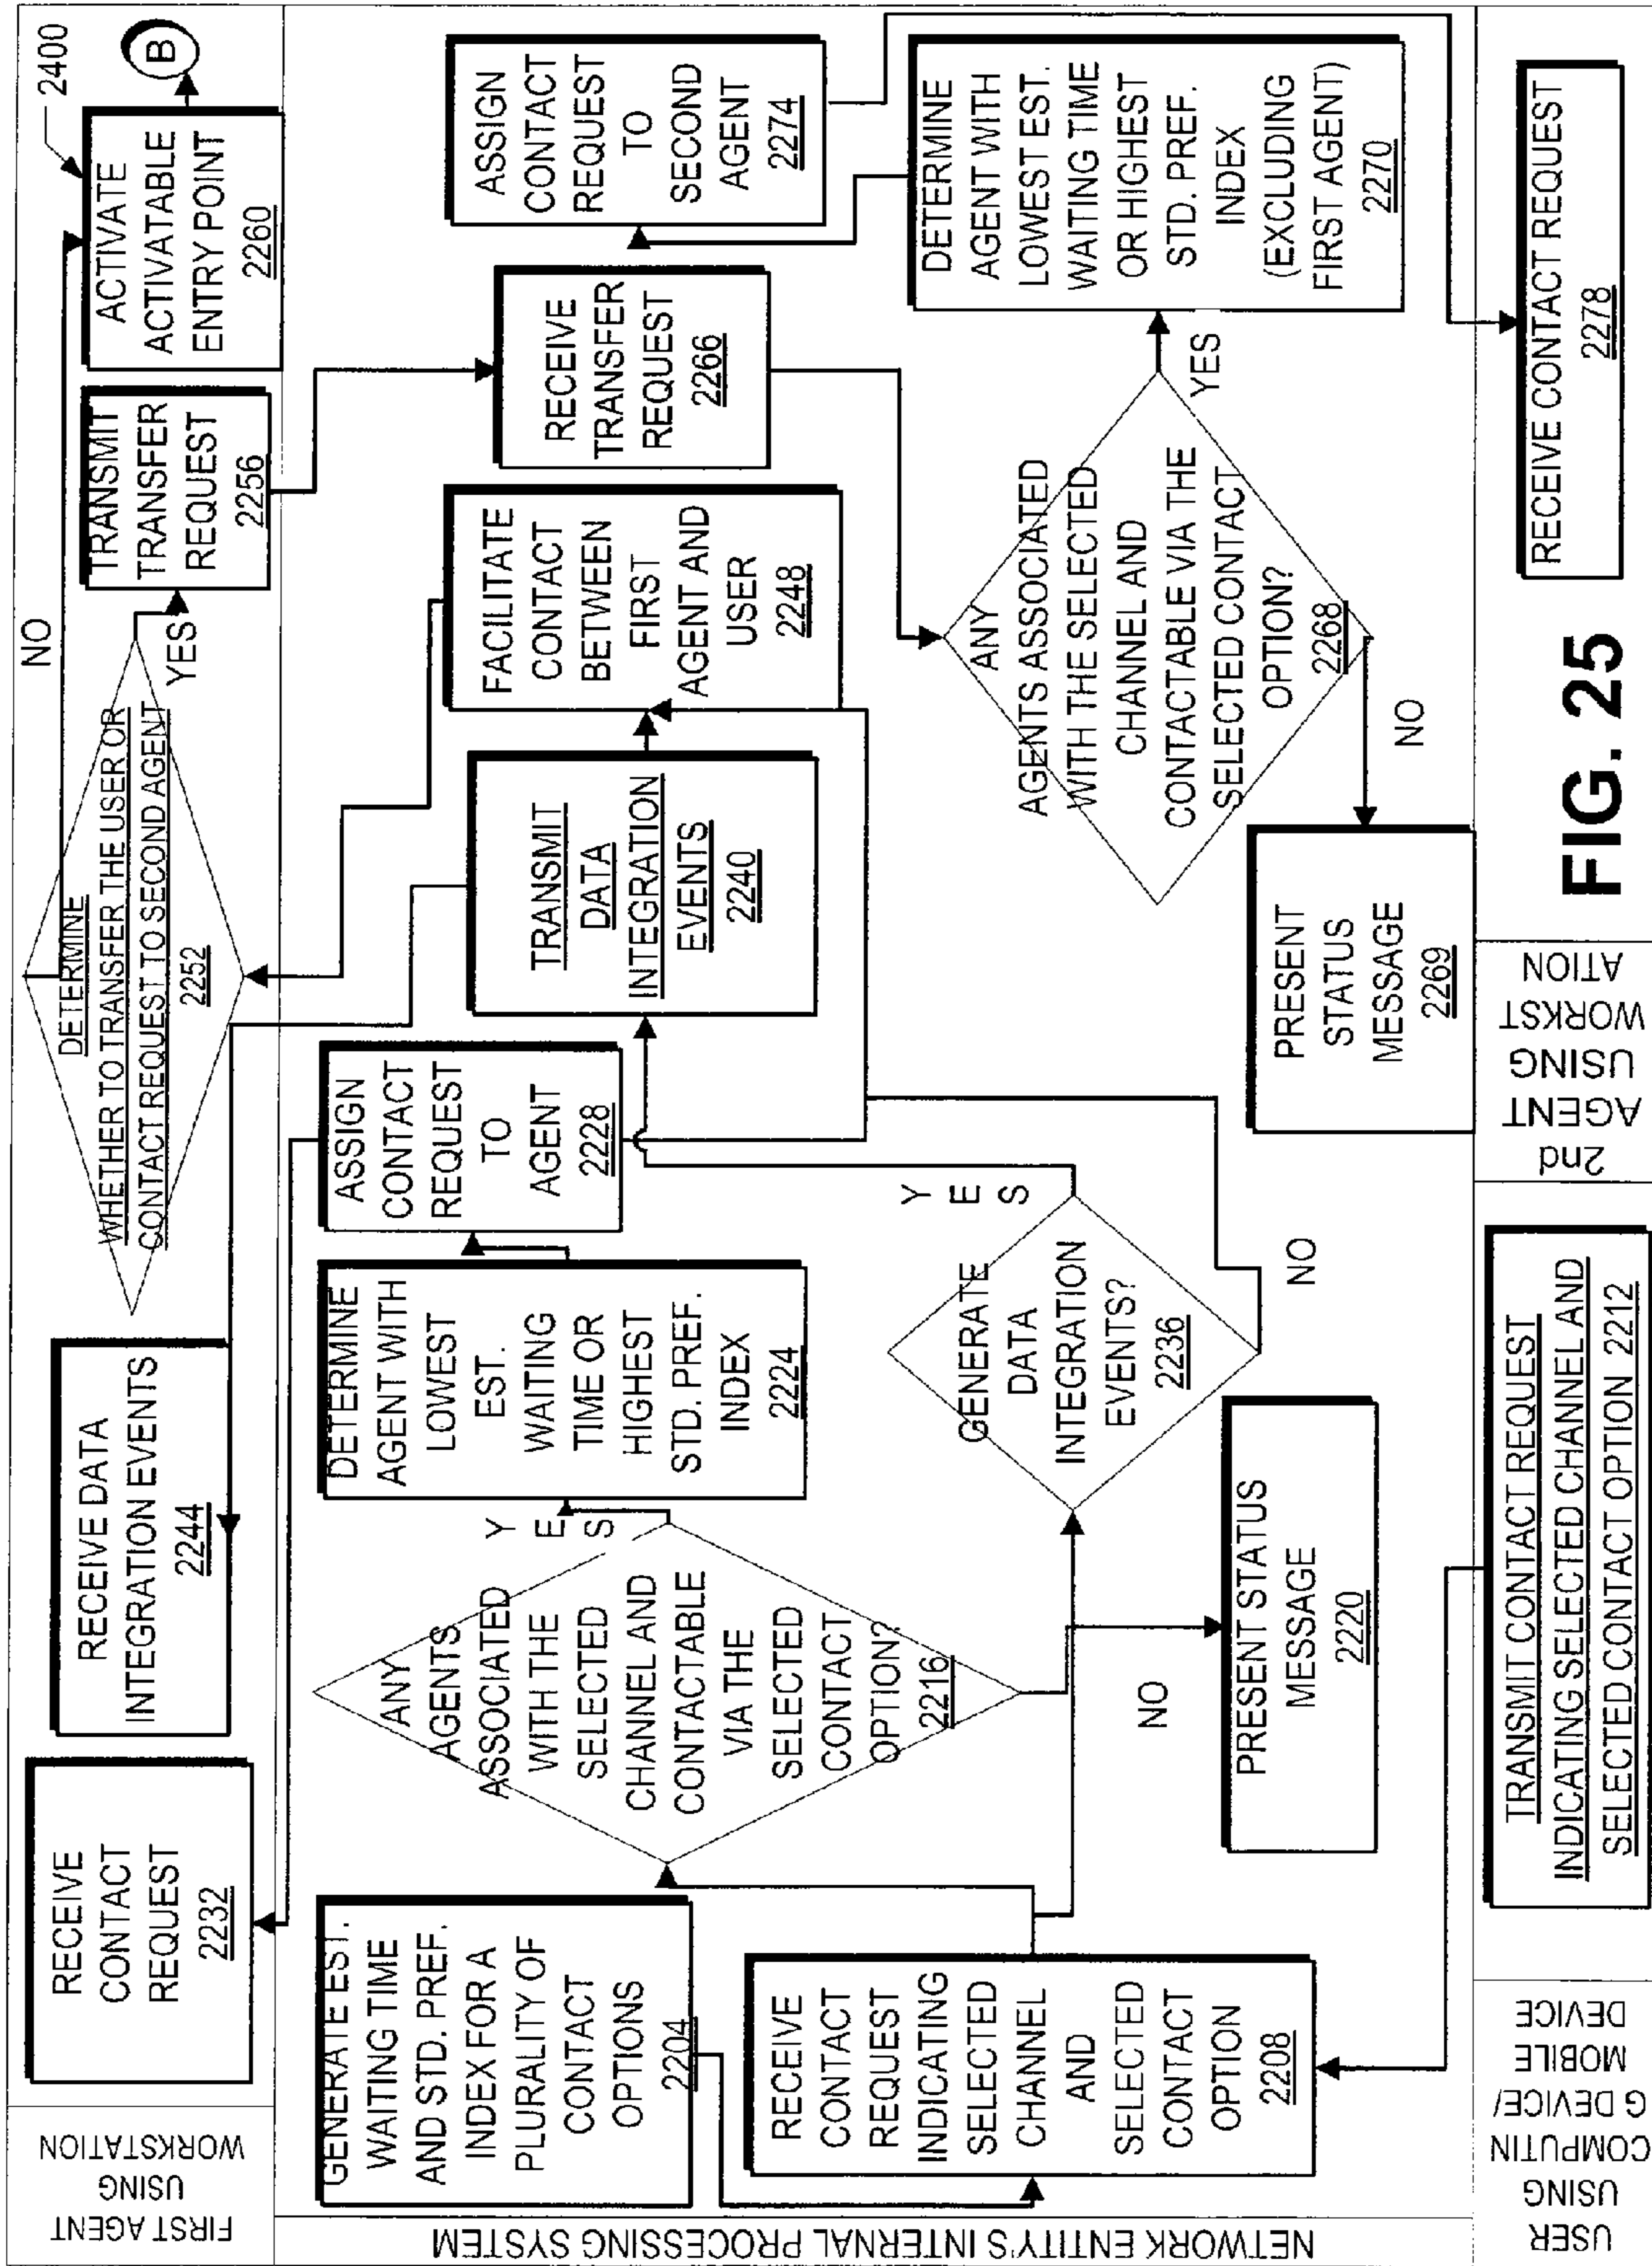 2400
FIRST AGENT
USING
WORKSTATION
RECEIVE
CONTACT
REQUEST
2232
RECEIVE DATA
INTEGRATION EVENTS
2244
DETERMINE
WHETHER TO TRANSFER THE USER OR
CONTACT REQUEST TO SECOND AGENT
2252
NO
YES
TRANSMIT
TRANSFER
REQUEST
2256
ACTIVATE
ACTIVATABLE
ENTRY POINT
2260
B
NETWORK ENTITY'S INTERNAL PROCESSING SYSTEM
GENERATE EST.
WAITING TIME
AND STD. PREF.
INDEX FOR A
PLURALITY OF
CONTACT
OPTIONS
2204
RECEIVE
CONTACT
REQUEST
INDICATING
SELECTED
CHANNEL
AND
SELECTED
CONTACT
OPTION
2208
ANY
AGENTS
ASSOCIATED
WITH THE
SELECTED
CHANNEL AND
CONTACTABLE
VIA THE
SELECTED
CONTACT
OPTION?
2216
YES
NO
PRESENT STATUS
MESSAGE
2220
DETERMINE
AGENT WITH
LOWEST
EST.
WAITING
TIME OR
HIGHEST
STD. PREF.
INDEX
2224
ASSIGN
CONTACT
REQUEST
TO
AGENT
2228
GENERATE
DATA
INTEGRATION
EVENTS?
2236
YES
NO
TRANSMIT
DATA
INTEGRATION
EVENTS
2240
FACILITATE
CONTACT
BETWEEN
FIRST
AGENT AND
USER
2248
RECEIVE
TRANSFER
REQUEST
2266
ANY
AGENTS ASSOCIATED
WITH THE SELECTED
CHANNEL AND
CONTACTABLE VIA THE
SELECTED CONTACT
OPTION?
2268
YES
NO
PRESENT
STATUS
MESSAGE
2269
DETERMINE
AGENT WITH
LOWEST EST.
WAITING TIME
OR HIGHEST
STD. PREF.
INDEX
(EXCLUDING
FIRST AGENT)
2270
ASSIGN
CONTACT
REQUEST
TO
SECOND
AGENT
2274
USER
USING
COMPUTIN
G DEVICE/
MOBILE
DEVICE
TRANSMIT CONTACT REQUEST
INDICATING SELECTED CHANNEL AND
SELECTED CONTACT OPTION 2212
2nd
AGENT
USING
WORKST
ATION
RECEIVE CONTACT REQUEST
2278
FIG. 25